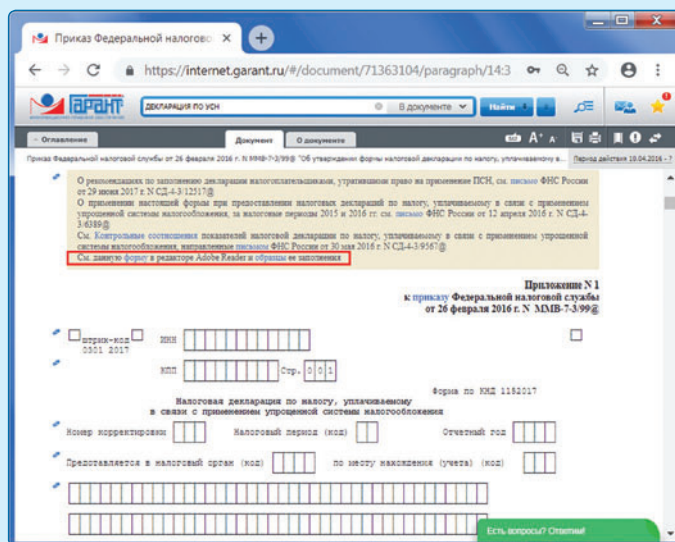 Приказ Федеральной налогово
https://internet.garant.ru/#/document/71363104/paragraph/14:3
ГАРАНТ
ДЕКЛАРАЦИЯ ПО УСН
В документе
Найти
Оглавление
Документ
О документе
A+ A-
Приказ Федеральной налоговой службы от 26 февраля 2016 г. N ММВ-7-3/99@ "Об утверждении формы налоговой декларации по налогу, уплачиваемому в...
Период действия 10.04.2016 - ?
О рекомендациях по заполнению декларации налогоплательщиками, утратившими право на применение ПСН, см. письмо ФНС России
от 29 июня 2017 г. N СД-4-3/12517@
О применении настоящей формы при представлении налоговых деклараций по налогу, уплачиваемому в связи с применением
упрощенной системы налогообложения, за налоговые периоды 2015 и 2016 гг. см. письмо ФНС России от 12 апреля 2016 г. N СД-4-
3/6389@
См. Контрольные соотношения показателей налоговой декларации по налогу, уплачиваемому в связи с применением упрощенной
системы налогообложения, направленные письмом ФНС России от 30 мая 2016 г. N СД-4-3/9567@
См. данную форму в редакторе Adobe Reader и образцы ее заполнения
Приложение N 1
к приказу Федеральной налоговой службы
от 26 февраля 2016 г. N ММВ-7-3/99@
штрих-код ИНН
0301 2017
КПП Стр. 0 0 1
Форма по КНД 1152017
Налоговая декларация по налогу, уплачиваемому
в связи с применением упрощенной системы налогообложения
Номер корректировки Налоговый период (код) Отчетный год
Представляется в налоговый орган (код) по месту нахождения (учета) (код)
Есть вопросы? Ответим!